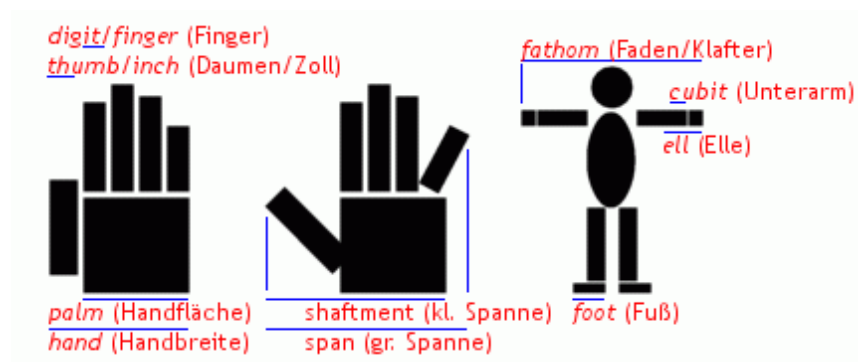 digit/finger (Finger)
thumb/inch (Daumen/Zoll)
fathom (Faden/Klafter)
cubit (Unterarm)
ell (Elle)
palm (Handfläche)
hand (Handbreite)
shaftment (kl. Spanne)
span (gr. Spanne)
foot (Fuß)